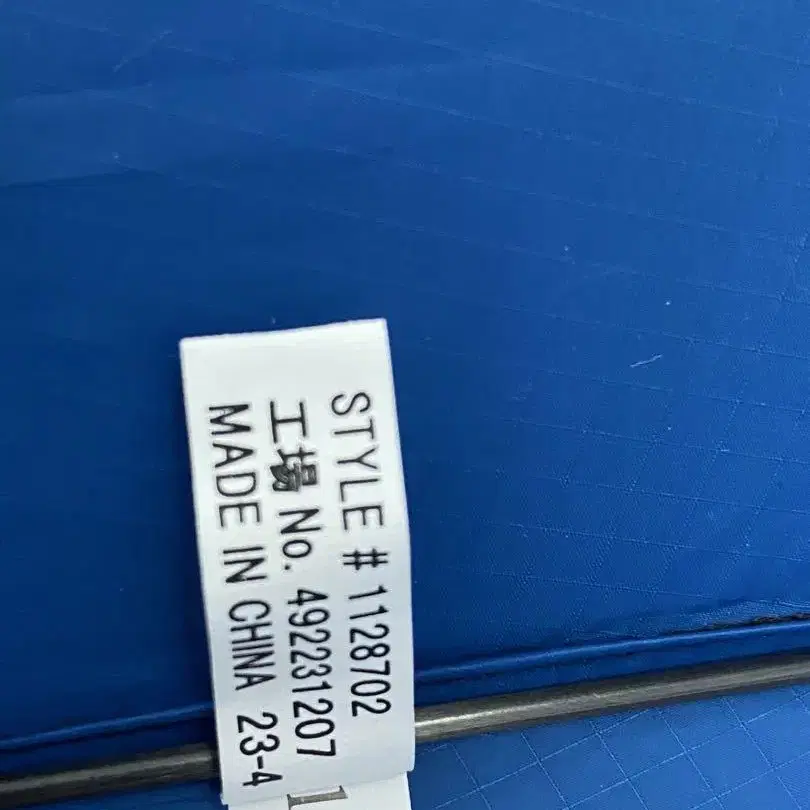 STYLE # 1128702
工場 No. 492231207
MADE IN CHINA 23-4